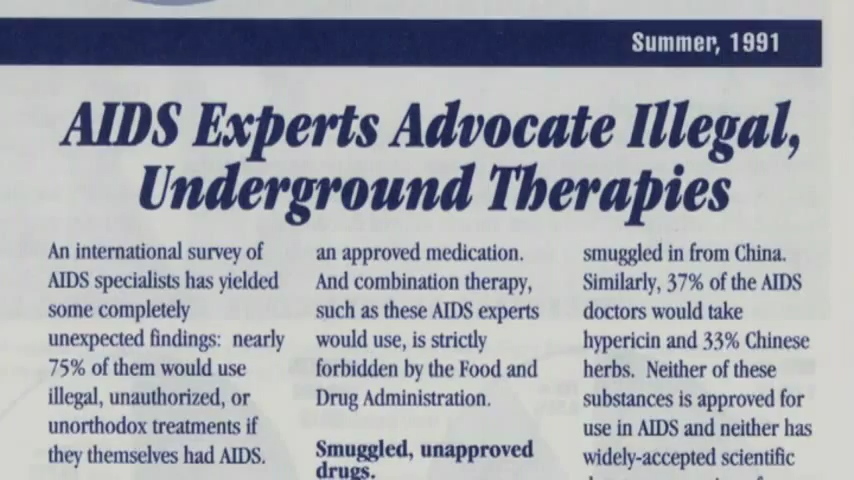 Summer, 1991
AIDS Experts Advocate Illegal,
Underground Therapies
An international survey of
AIDS specialists has yielded
some completely
unexpected findings: nearly
75% of them would use
illegal, unauthorized, or
unorthodox treatments if
they themselves had AIDS.
an approved medication.
And combination therapy,
such as these AIDS experts
would use, is strictly
forbidden by the Food and
Drug Administration.
Smuggled, unapproved
drugs.
smuggled in from China.
Similarly, 37% of the AIDS
doctors would take
hypericin and 33% Chinese
herbs. Neither of these
substances is approved for
use in AIDS and neither has
widely-accepted scientific